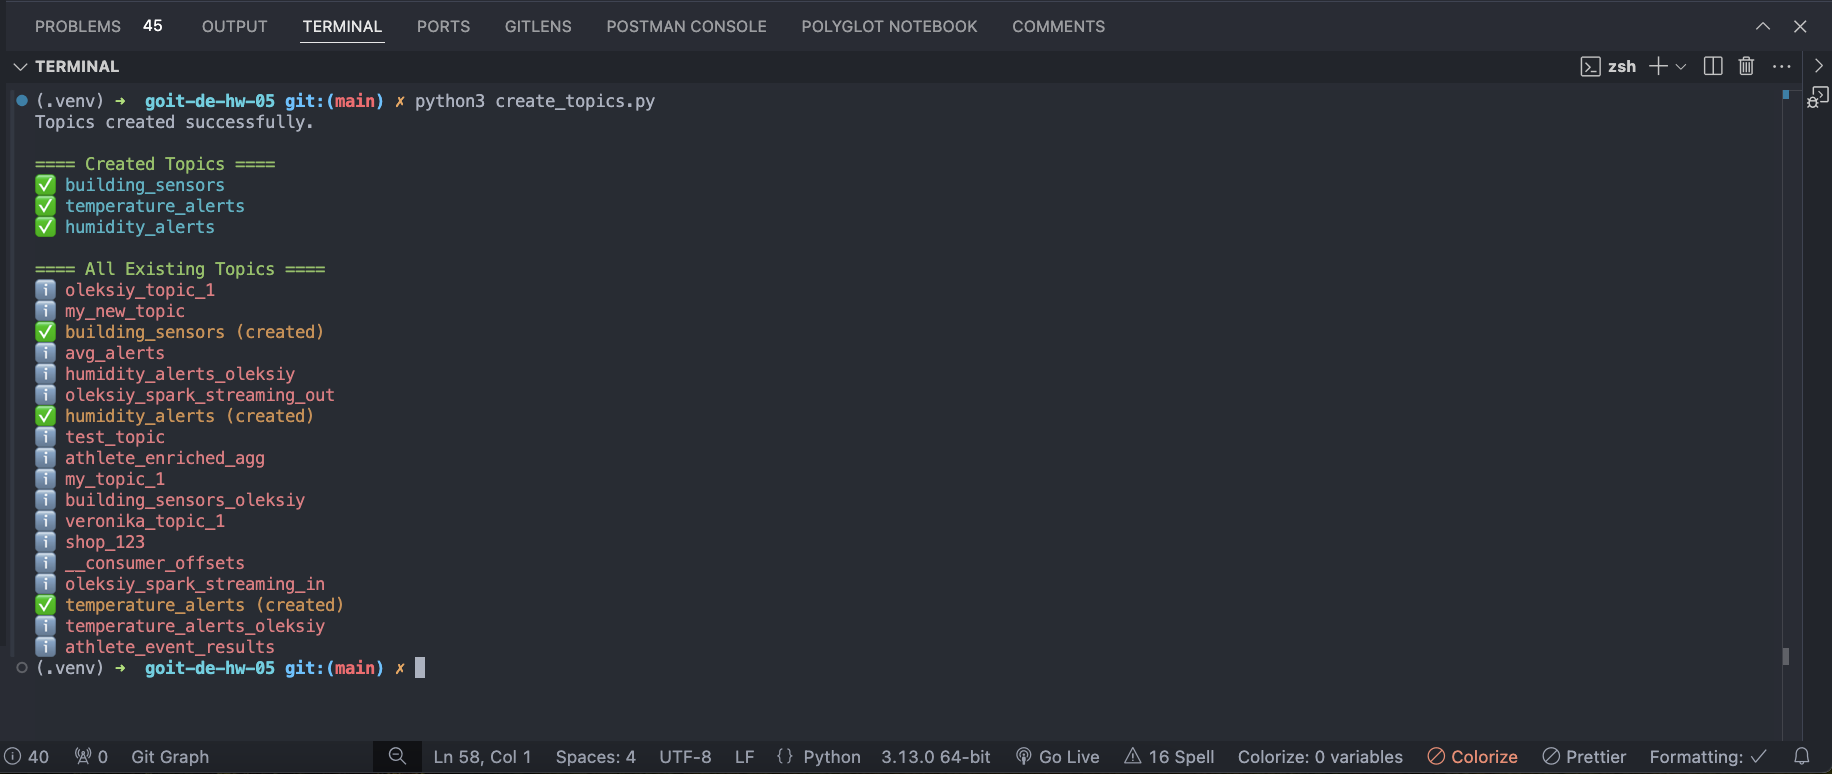 PROBLEMS 45 OUTPUT TERMINAL PORTS GITLENS POSTMAN CONSOLE POLYGLOT NOTEBOOK COMMENTS
TERMINAL zsh
(.venv) ➜ goit-de-hw-05 git:(main) ✗ python3 create_topics.py
Topics created successfully.
==== Created Topics ====
✅ building_sensors
✅ temperature_alerts
✅ humidity_alerts
==== All Existing Topics ====
ℹ️ oleksiy_topic_1
ℹ️ my_new_topic
✅ building_sensors (created)
ℹ️ avg_alerts
ℹ️ humidity_alerts_oleksiy
ℹ️ oleksiy_spark_streaming_out
✅ humidity_alerts (created)
ℹ️ test_topic
ℹ️ athlete_enriched_agg
ℹ️ my_topic_1
ℹ️ building_sensors_oleksiy
ℹ️ veronika_topic_1
ℹ️ shop_123
ℹ️ __consumer_offsets
ℹ️ oleksiy_spark_streaming_in
✅ temperature_alerts (created)
ℹ️ temperature_alerts_oleksiy
ℹ️ athlete_event_results
(.venv) ➜ goit-de-hw-05 git:(main) ✗
40 0 Git Graph Ln 58, Col 1 Spaces: 4 UTF-8 LF {} Python 3.13.0 64-bit Go Live 16 Spell Colorize: 0 variables Colorize Prettier Formatting: ✓